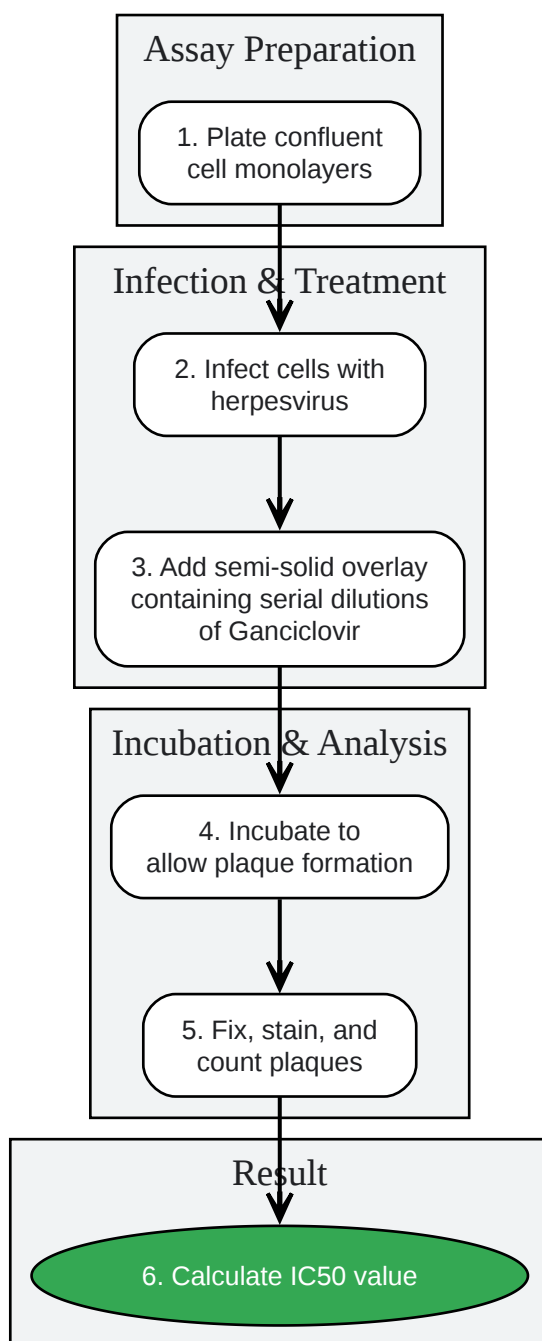 Assay Preparation
1. Plate confluent
cell monolayers
Infection & Treatment
2. Infect cells with
herpesvirus
3. Add semi-solid overlay
containing serial dilutions
of Ganciclovir
Incubation & Analysis
4. Incubate to
allow plaque formation
5. Fix, stain, and
count plaques
Result
6. Calculate IC50 value